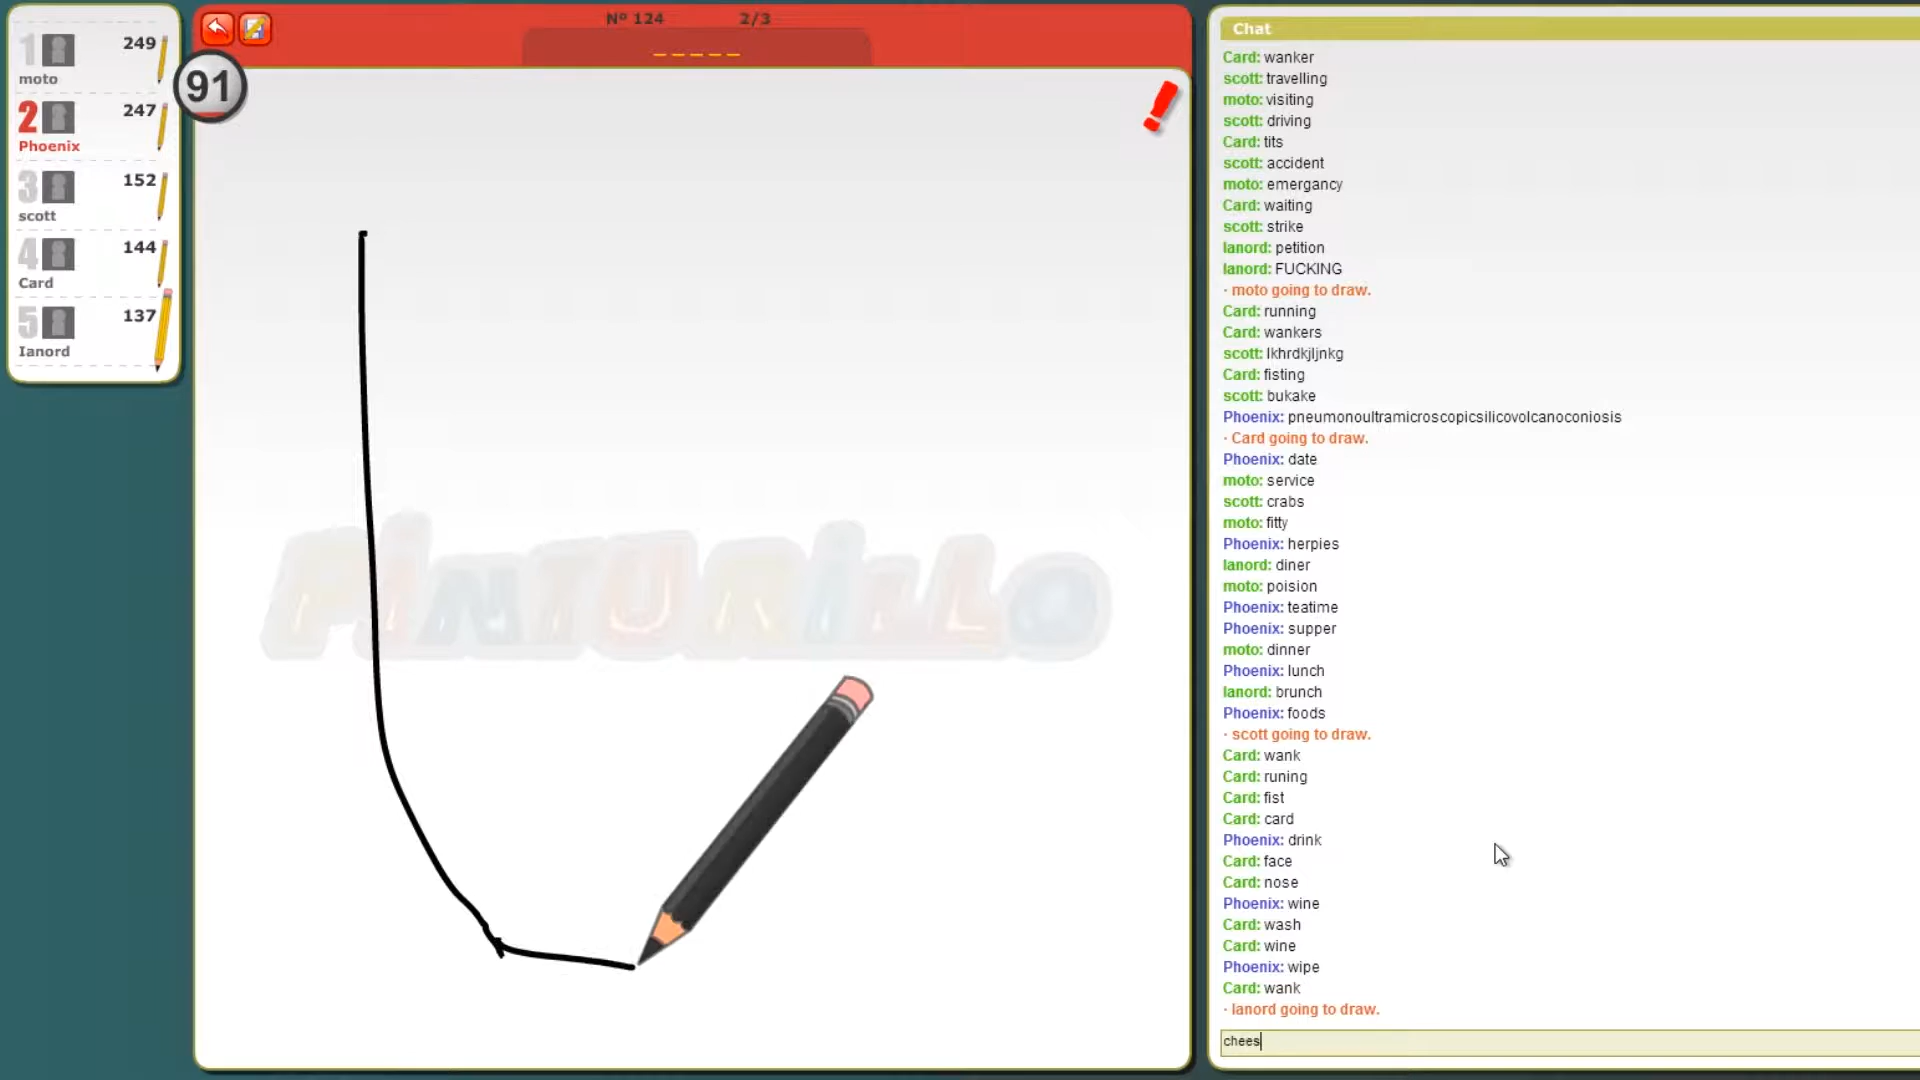 1
249
moto
2
247
Phoenix
3
152
scott
4
144
Card
5
137
Ianord
91
Nº 124
2/3
_ _ _ _ _
!
PiNTURiLLO
Chat
Card: wanker
scott: travelling
moto: visiting
scott: driving
Card: tits
scott: accident
moto: emergancy
Card: waiting
scott: strike
Ianord: petition
Ianord: FUCKING
· moto going to draw.
Card: running
Card: wankers
scott: lkhrdkjljnkg
Card: fisting
scott: bukake
Phoenix: pneumonoultramicroscopicsilicovolcanoconiosis
· Card going to draw.
Phoenix: date
moto: service
scott: crabs
moto: fitty
Phoenix: herpies
Ianord: diner
moto: poision
Phoenix: teatime
Phoenix: supper
moto: dinner
Phoenix: lunch
Ianord: brunch
Phoenix: foods
· scott going to draw.
Card: wank
Card: runing
Card: fist
Card: card
Phoenix: drink
Card: face
Card: nose
Phoenix: wine
Card: wash
Card: wine
Phoenix: wipe
Card: wank
· Ianord going to draw.
chees